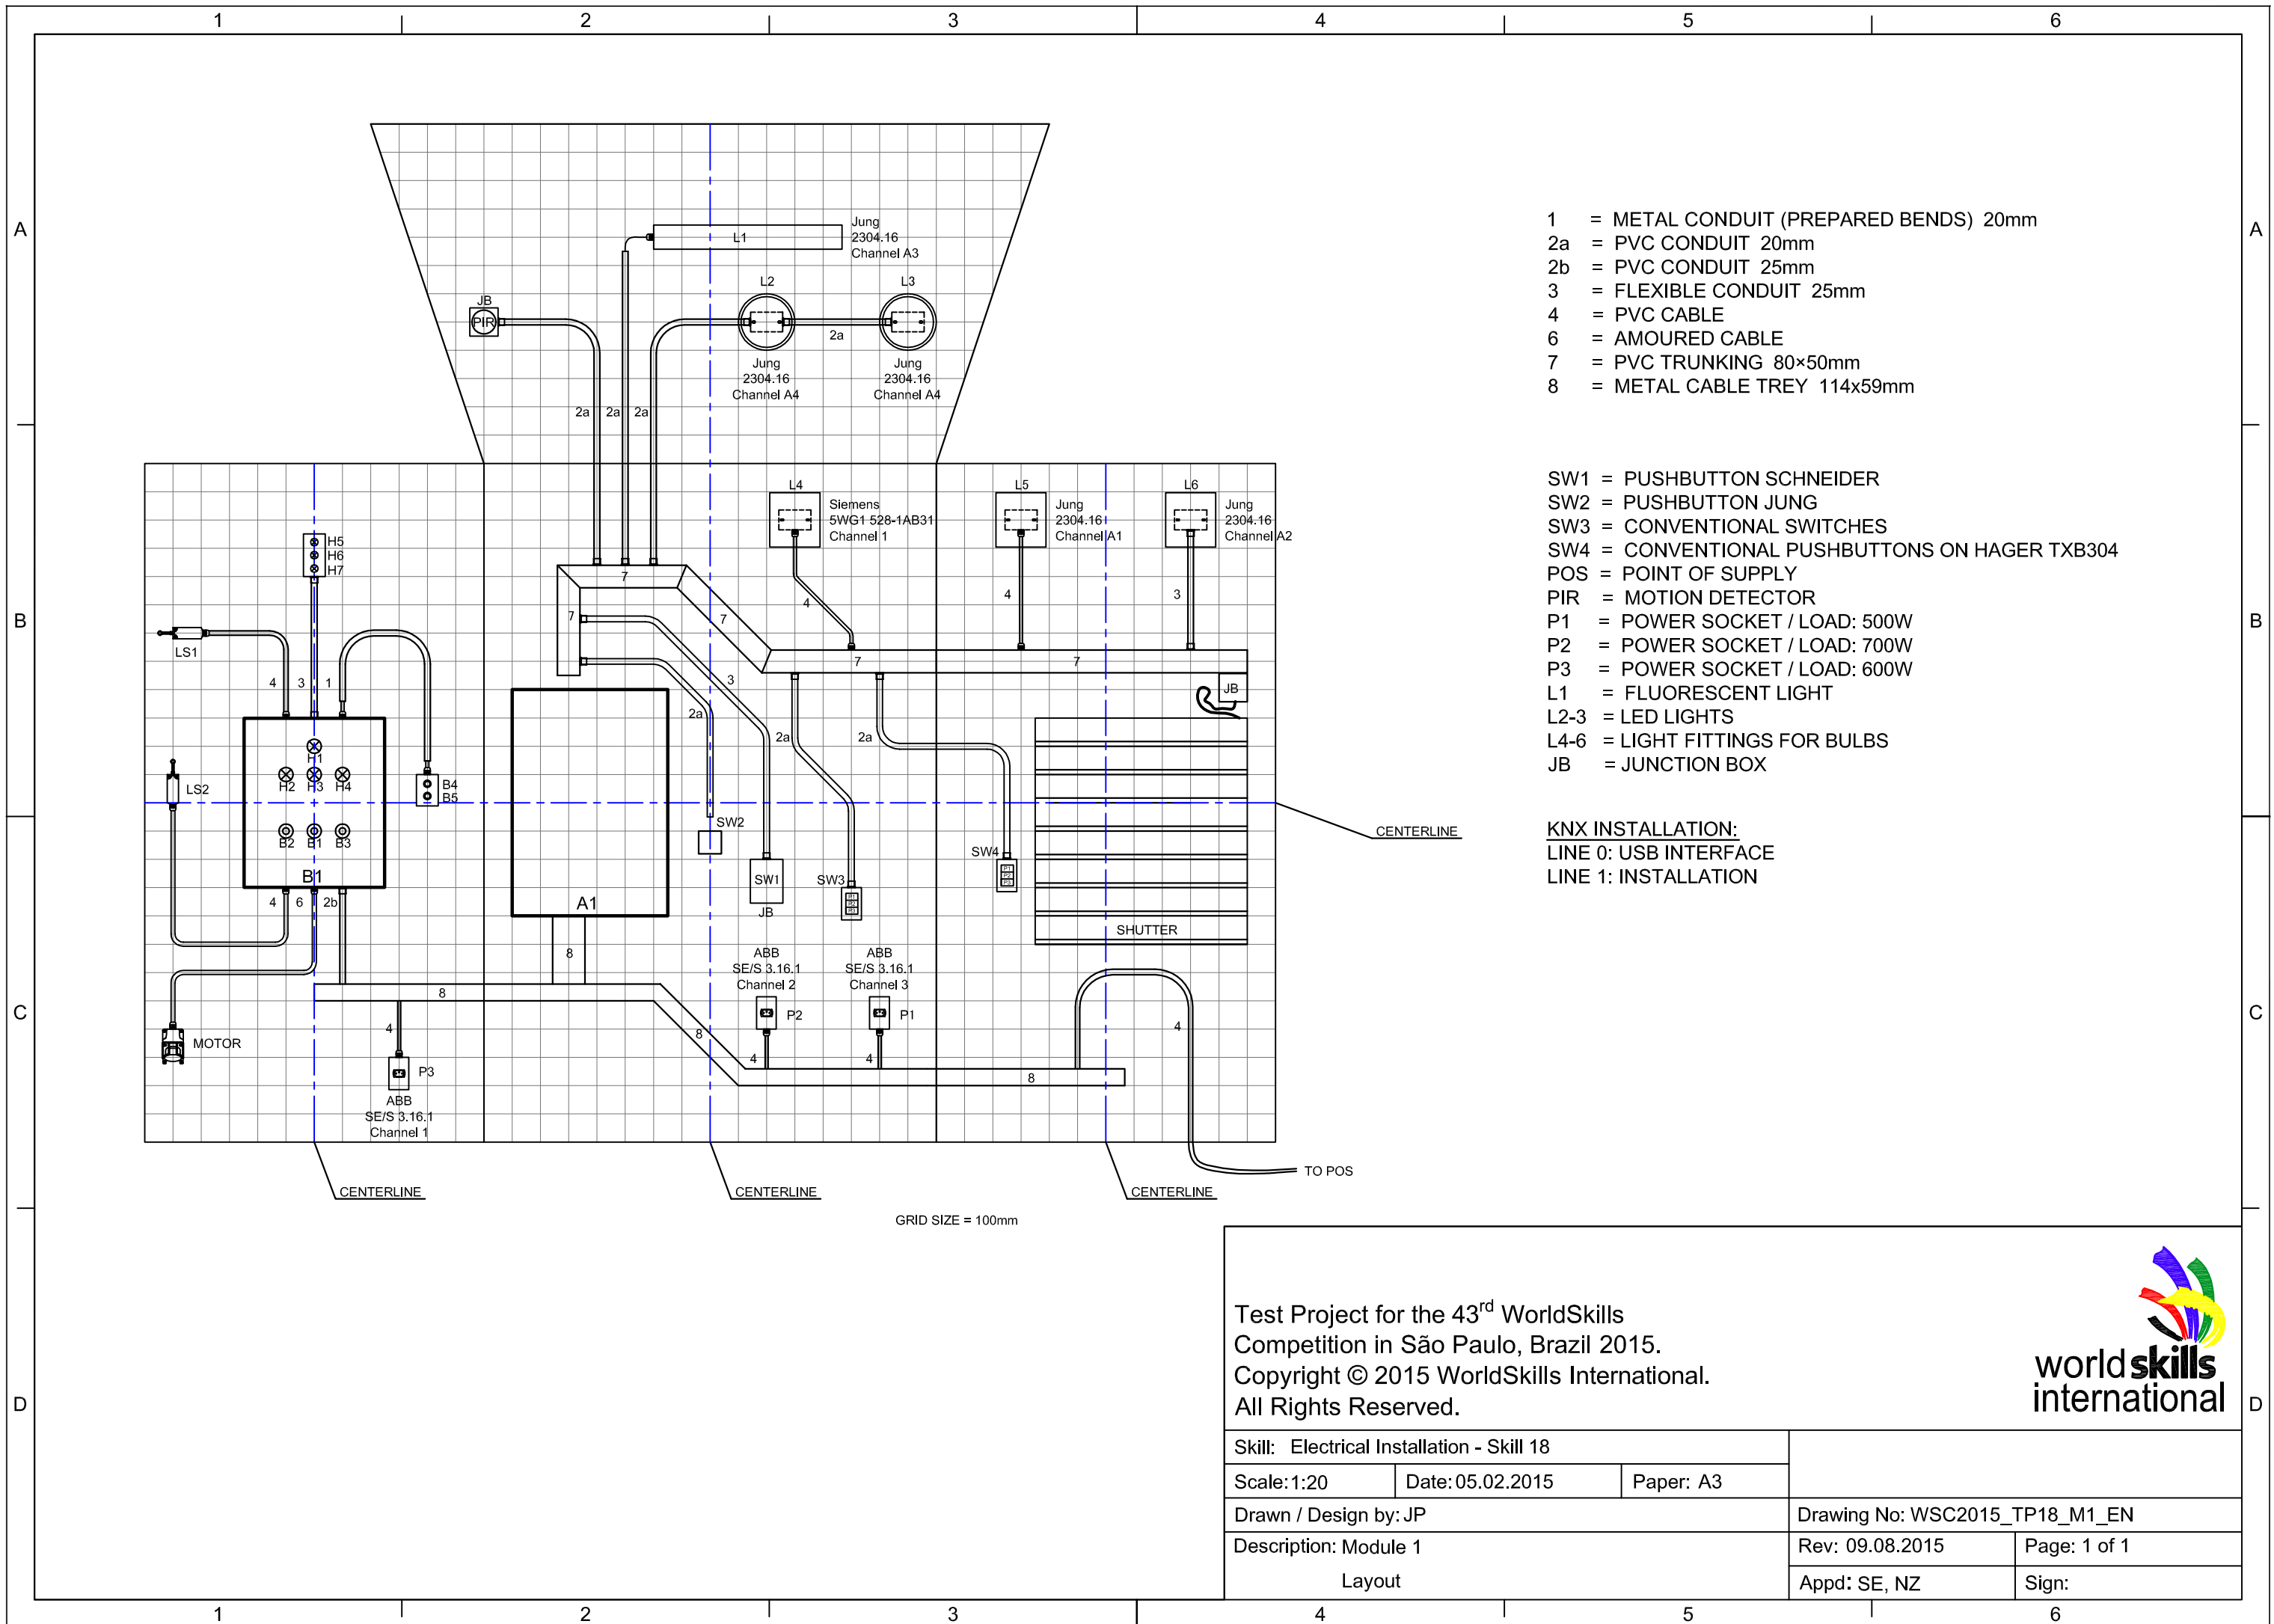 1 2 3 4 5 6
A A
B B
C C
D D
L1
Jung
2304.16
Channel A3
L2
L3
JB
PIR
2a
Jung
2304.16
Channel A4
Jung
2304.16
Channel A4
2a 2a 2a
L4
Siemens
5WG1 528-1AB31
Channel 1
L5
Jung
2304.16
Channel A1
L6
Jung
2304.16
Channel A2
H5
H6
H7
LS1
4 3 1
7
7
7
4
4
3
7
7
3
2a
2a
2a
JB
LS2
H1
H2 H3 H4
B2 B1 B3
B1
B4
B5
4 6 2b
A1
8
SW2
SW1
JB
SW3
SW4
SHUTTER
CENTERLINE
ABB
SE/S 3.16.1
Channel 2
P2
ABB
SE/S 3.16.1
Channel 3
P1
8
8
8
4
4
4
4
MOTOR
P3
ABB
SE/S 3.16.1
Channel 1
TO POS
CENTERLINE
CENTERLINE
CENTERLINE
GRID SIZE = 100mm
1 = METAL CONDUIT (PREPARED BENDS) 20mm
2a = PVC CONDUIT 20mm
2b = PVC CONDUIT 25mm
3 = FLEXIBLE CONDUIT 25mm
4 = PVC CABLE
6 = AMOURED CABLE
7 = PVC TRUNKING 80×50mm
8 = METAL CABLE TREY 114x59mm
SW1 = PUSHBUTTON SCHNEIDER
SW2 = PUSHBUTTON JUNG
SW3 = CONVENTIONAL SWITCHES
SW4 = CONVENTIONAL PUSHBUTTONS ON HAGER TXB304
POS = POINT OF SUPPLY
PIR = MOTION DETECTOR
P1 = POWER SOCKET / LOAD: 500W
P2 = POWER SOCKET / LOAD: 700W
P3 = POWER SOCKET / LOAD: 600W
L1 = FLUORESCENT LIGHT
L2-3 = LED LIGHTS
L4-6 = LIGHT FITTINGS FOR BULBS
JB = JUNCTION BOX
KNX INSTALLATION:
LINE 0: USB INTERFACE
LINE 1: INSTALLATION
Test Project for the 43rd WorldSkills
Competition in São Paulo, Brazil 2015.
Copyright © 2015 WorldSkills International.
All Rights Reserved.
worldskills
international
Skill: Electrical Installation - Skill 18
Scale:1:20 Date:05.02.2015 Paper: A3
Drawn / Design by: JP
Drawing No: WSC2015_TP18_M1_EN
Description: Module 1
Layout
Rev: 09.08.2015 Page: 1 of 1
Appd: SE, NZ Sign:
1 2 3 4 5 6